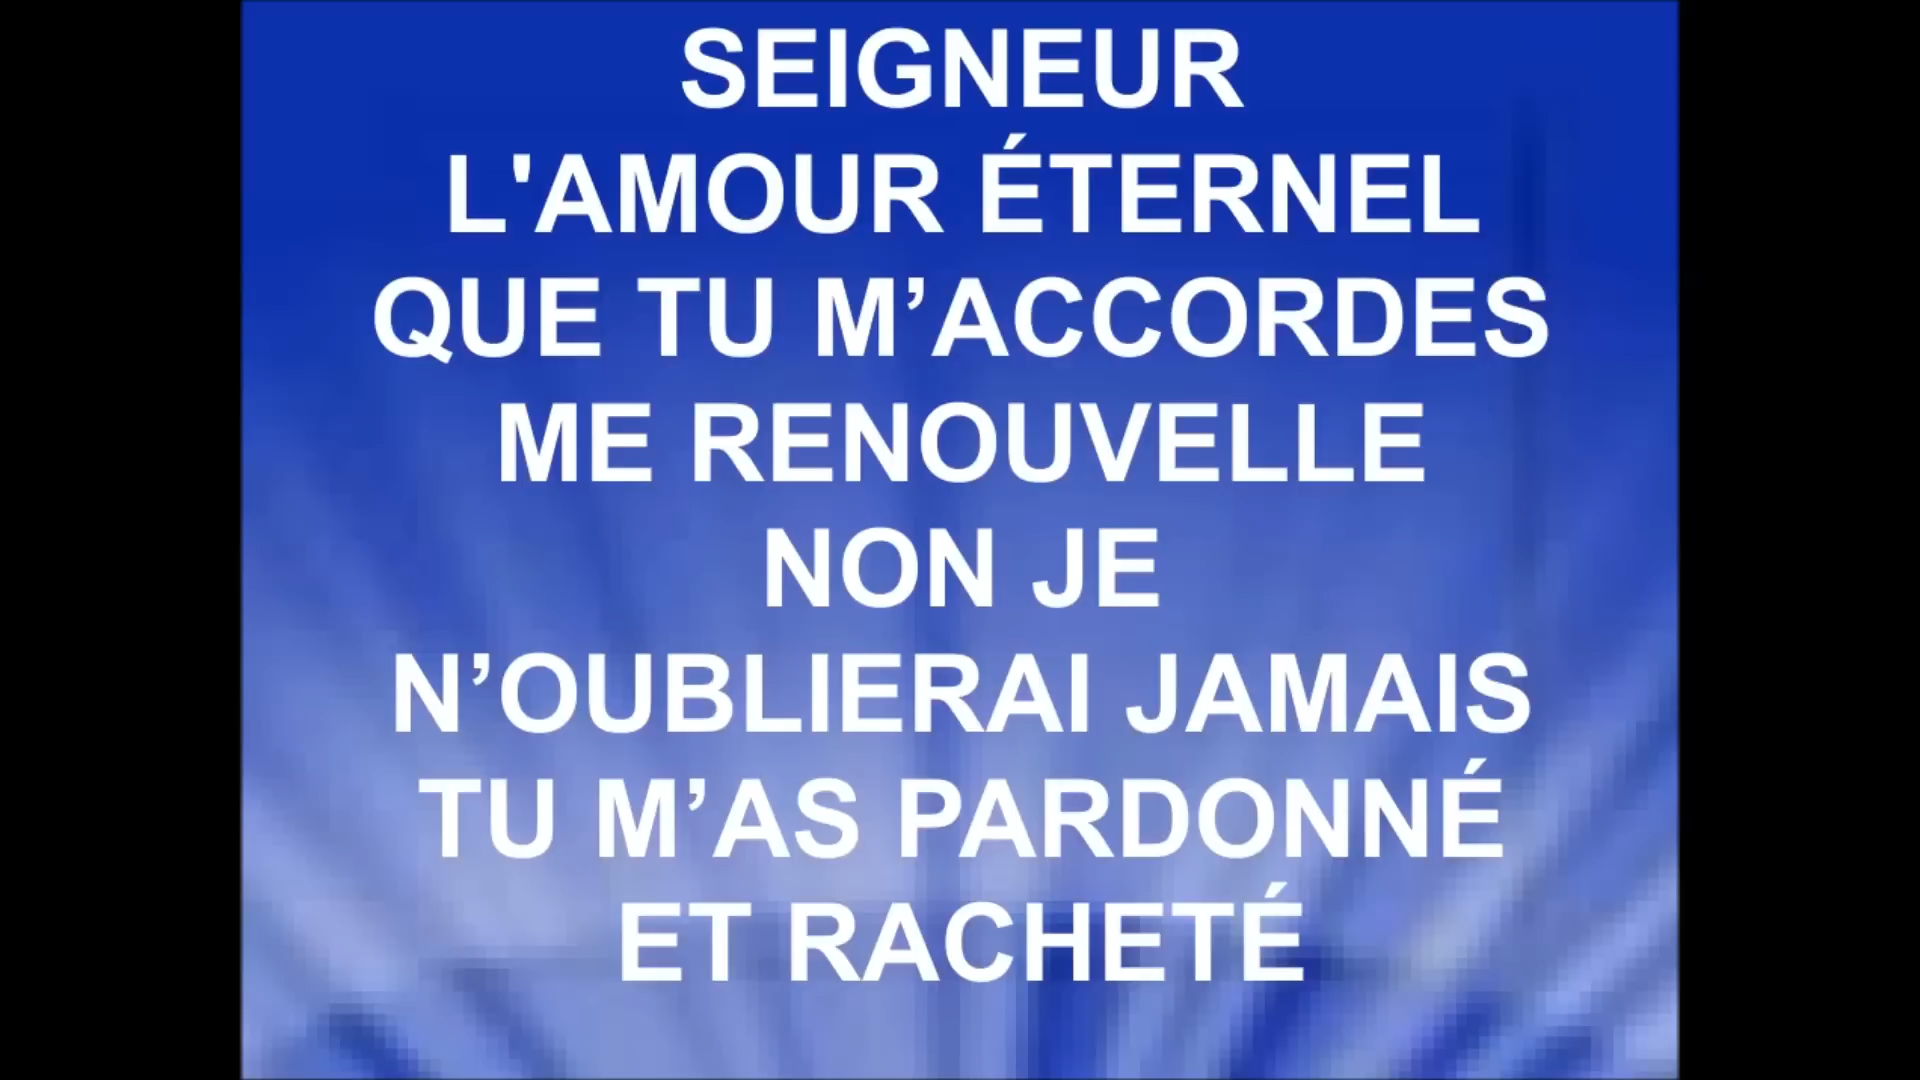 SEIGNEUR
L'AMOUR ÉTERNEL
QUE TU M’ACCORDES
ME RENOUVELLE
NON JE
N’OUBLIERAI JAMAIS
TU M’AS PARDONNÉ
ET RACHETÉ